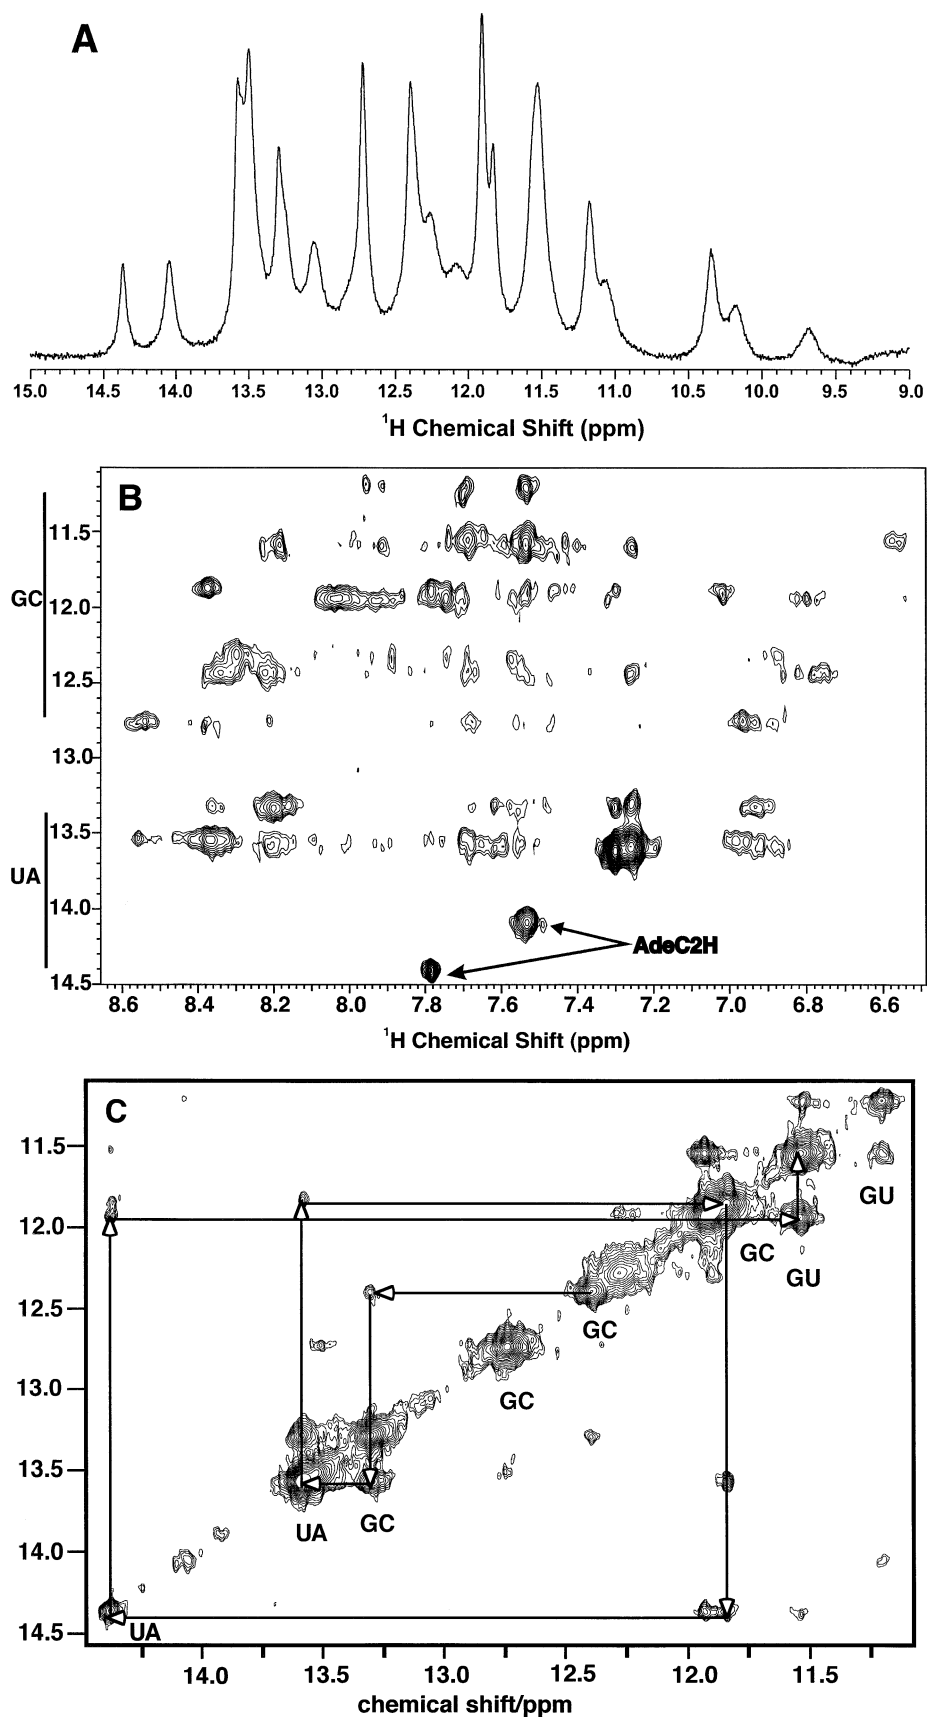 A
15.0 14.5 14.0 13.5 13.0 12.5 12.0 11.5 11.0 10.5 10.0 9.5 9.0
1H Chemical Shift (ppm)
B
11.5
GC
12.0
12.5
13.0
13.5
UA
14.0
AdeC2H
14.5
8.6 8.4 8.2 8.0 7.8 7.6 7.4 7.2 7.0 6.8 6.6
1H Chemical Shift (ppm)
C
11.5
GU
12.0
GC
GU
12.5
GC
13.0
GC
13.5
UA GC
14.0
14.5
UA
14.0 13.5 13.0 12.5 12.0 11.5
chemical shift/ppm